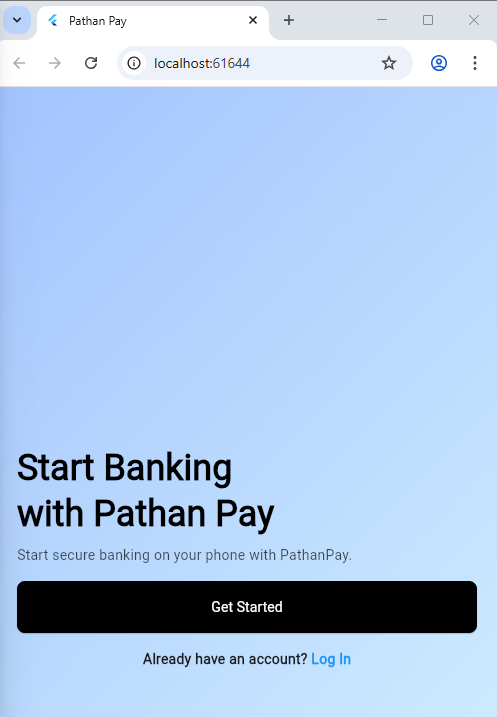 Pathan Pay
localhost:61644
Start Banking
with Pathan Pay
Start secure banking on your phone with PathanPay.
Get Started
Already have an account? Log In